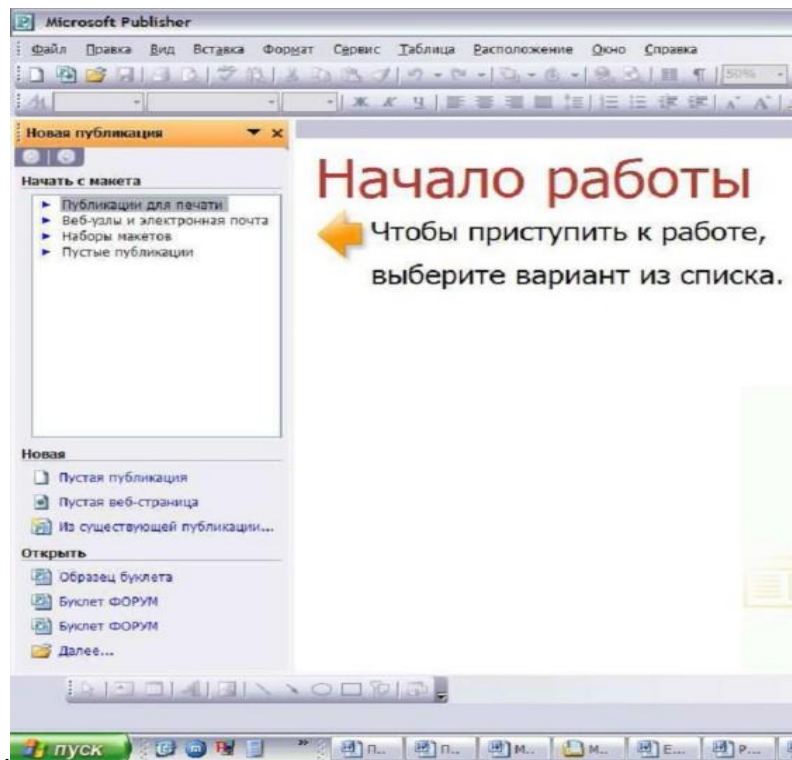 Microsoft Publisher
Файл Правка Вид Вставка Формат Сервис Таблица Расположение Окно Справка
50%
Ж К Ч
Новая публикация
Начать с макета
Публикации для печати
Веб-узлы и электронная почта
Наборы макетов
Пустые публикации
Начало работы
Чтобы приступить к работе,
выберите вариант из списка.
Новая
Пустая публикация
Пустая веб-страница
Из существующей публикации...
Открыть
Образец буклета
Буклет ФОРУМ
Буклет ФОРУМ
Далее...
пуск » П... П... М... М... Е... Р...